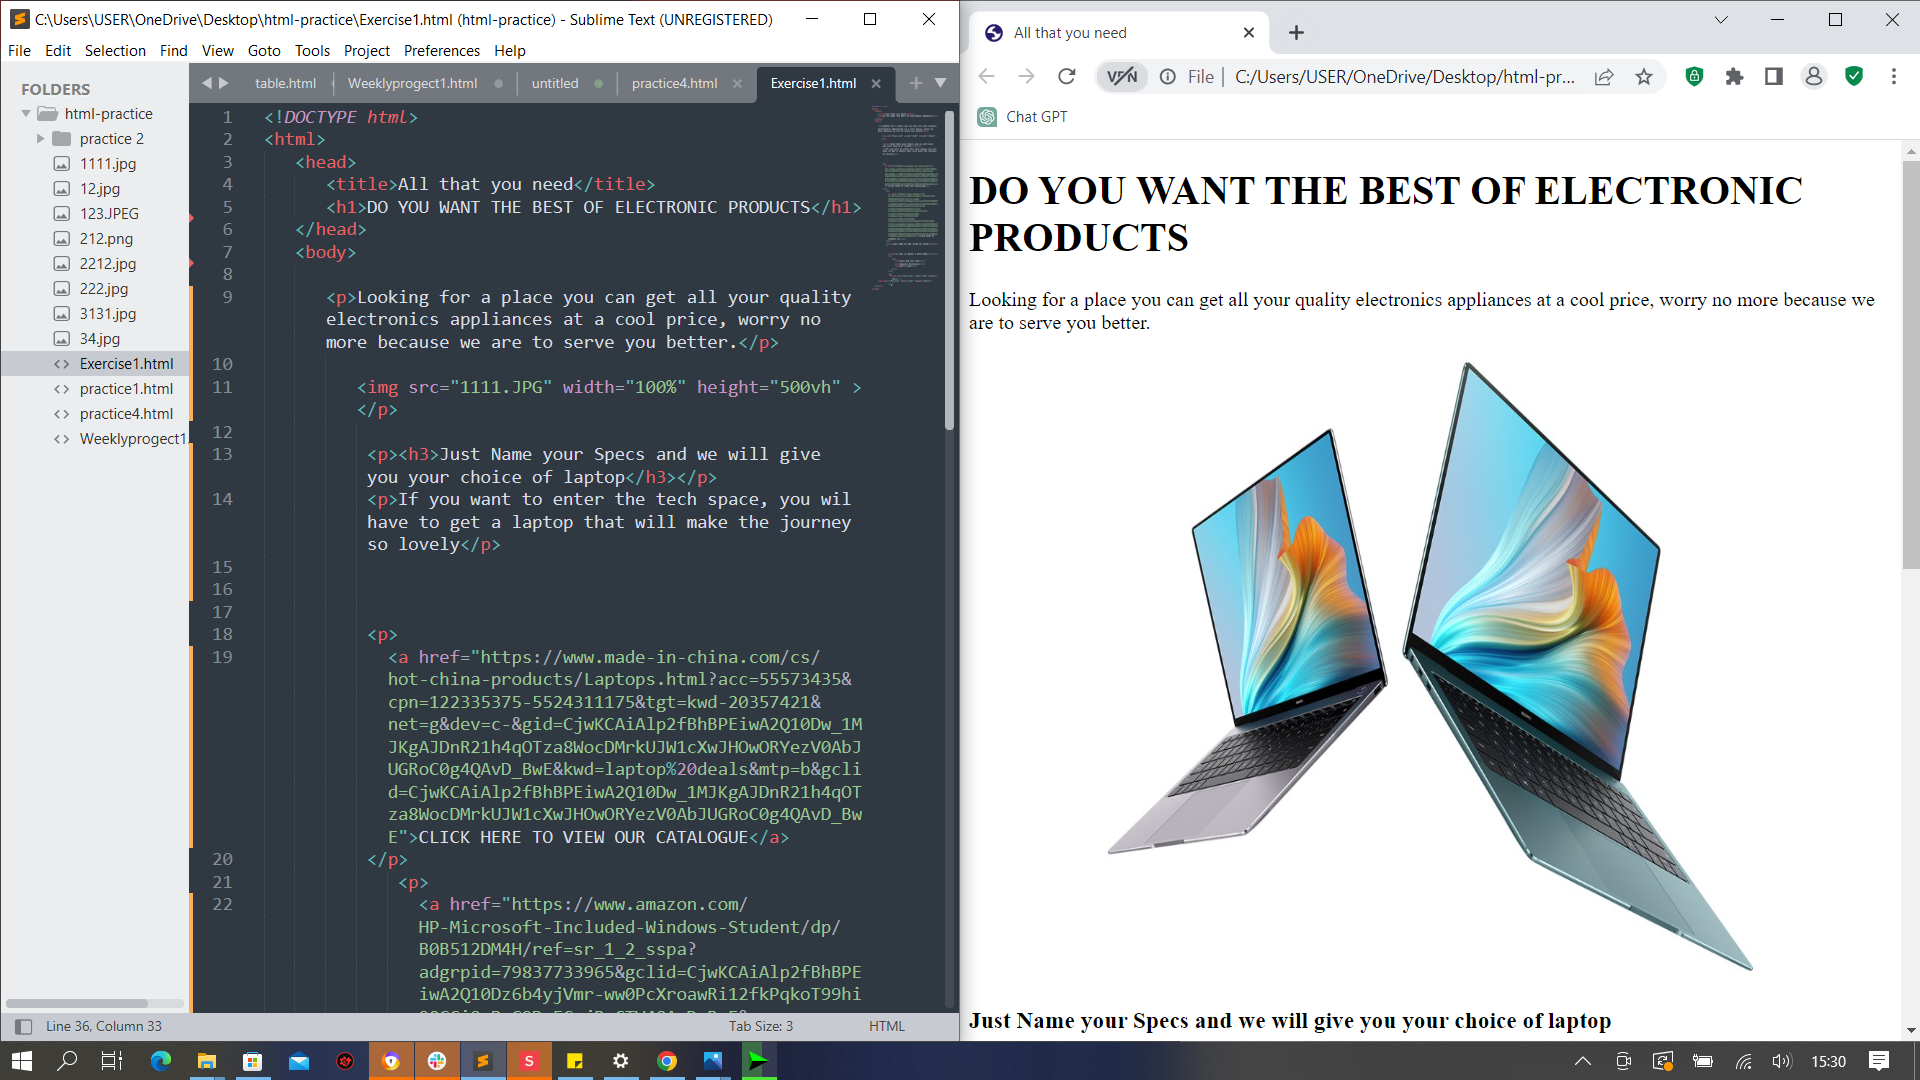 C:\Users\USER\OneDrive\Desktop\html-practice\Exercise1.html (html-practice) - Sublime Text (UNREGISTERED)
File Edit Selection Find View Goto Tools Project Preferences Help
FOLDERS
html-practice
practice 2
1111.jpg
12.jpg
123.JPEG
212.png
2212.jpg
222.jpg
3131.jpg
34.jpg
Exercise1.html
practice1.html
practice4.html
Weeklyprogect1.
table.html Weeklyprogect1.html untitled practice4.html Exercise1.html
1 <!DOCTYPE html>
2 <html>
3 <head>
4 <title>All that you need</title>
5 <h1>DO YOU WANT THE BEST OF ELECTRONIC PRODUCTS</h1>
6 </head>
7 <body>
8
9 <p>Looking for a place you can get all your quality
electronics appliances at a cool price, worry no
more because we are to serve you better.</p>
10
11 <img src="1111.JPG" width="100%" height="500vh" >
</p>
12
13 <p><h3>Just Name your Specs and we will give
you your choice of laptop</h3></p>
14 <p>If you want to enter the tech space, you wil
have to get a laptop that will make the journey
so lovely</p>
15
16
17
18 <p>
19 <a href="https://www.made-in-china.com/cs/
hot-china-products/Laptops.html?acc=55573435&
cpn=122335375-5524311175&tgt=kwd-20357421&
net=g&dev=c-&gid=CjwKCAiAlp2fBhBPEiwA2Q10Dw_1M
JKgAJDnR21h4qOTza8WocDMrkUJW1cXwJHOwORYezV0AbJ
UGRoC0g4QAvD_BwE&kwd=laptop%20deals&mtp=b&gcli
d=CjwKCAiAlp2fBhBPEiwA2Q10Dw_1MJKgAJDnR21h4qOT
za8WocDMrkUJW1cXwJHOwORYezV0AbJUGRoC0g4QAvD_Bw
E">CLICK HERE TO VIEW OUR CATALOGUE</a>
20 </p>
21 <p>
22 <a href="https://www.amazon.com/
HP-Microsoft-Included-Windows-Student/dp/
B0B512DM4H/ref=sr_1_2_sspa?
adgrpid=79837733965&gclid=CjwKCAiAlp2fBhBPE
iwA2Q10Dz6b4yjVmr-ww0PcXroawRi12fkPqkoT99hi
Line 36, Column 33 Tab Size: 3 HTML
All that you need
VPN File C:/Users/USER/OneDrive/Desktop/html-pr...
Chat GPT
DO YOU WANT THE BEST OF ELECTRONIC
PRODUCTS
Looking for a place you can get all your quality electronics appliances at a cool price, worry no more because we
are to serve you better.
Just Name your Specs and we will give you your choice of laptop
15:30